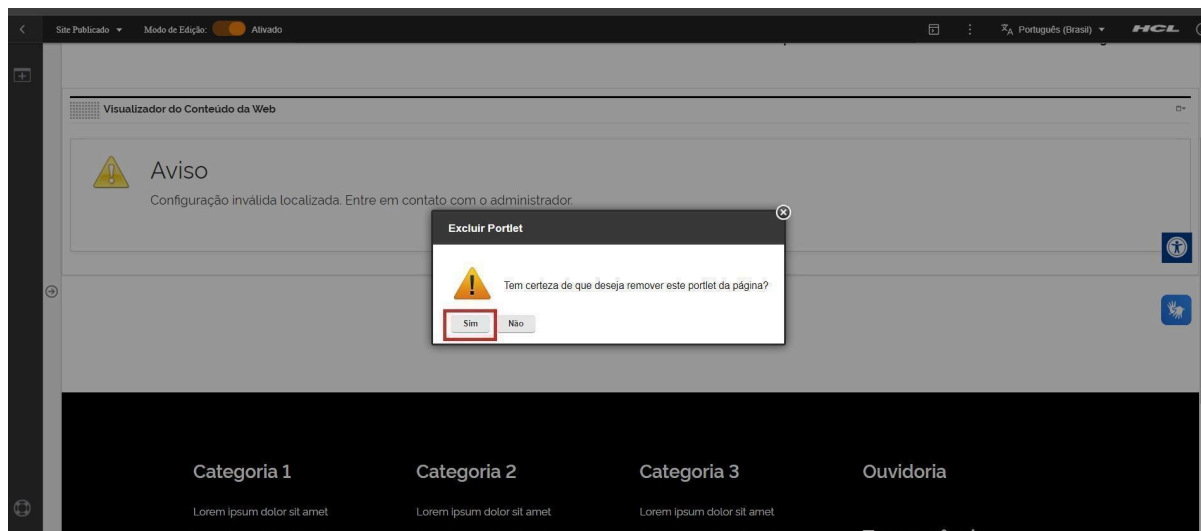 Site Publicado
Modo de Edição:
Ativado
Português (Brasil)
HCL
Visualizador do Conteúdo da Web
Aviso
Configuração inválida localizada. Entre em contato com o administrador.
Excluir Portlet
Tem certeza de que deseja remover este portlet da página?
Sim
Não
Categoria 1
Categoria 2
Categoria 3
Ouvidoria
Lorem ipsum dolor sit amet
Lorem ipsum dolor sit amet
Lorem ipsum dolor sit amet